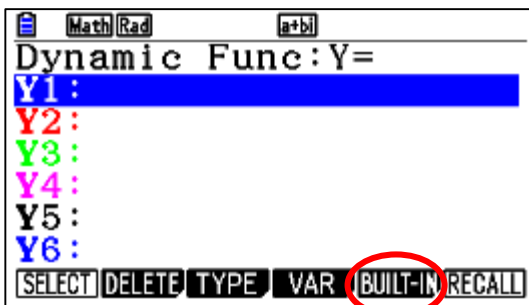 Math Rad a+bi
Dynamic Func:Y=
Y1:
Y2:
Y3:
Y4:
Y5:
Y6:
SELECT DELETE TYPE VAR BUILT-IN RECALL